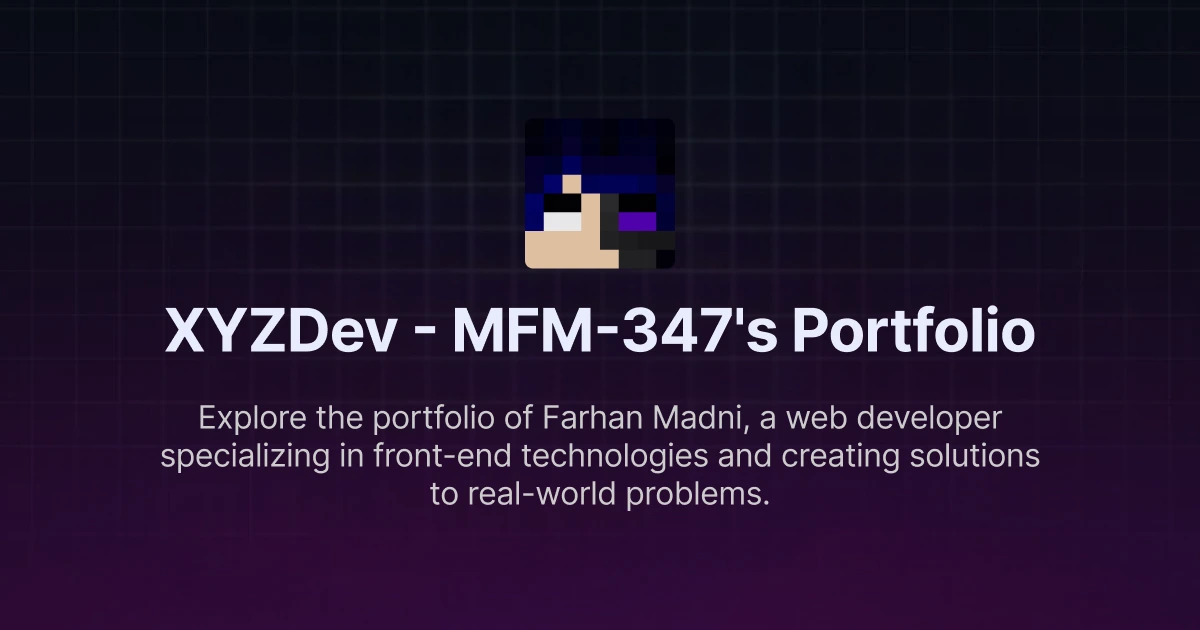 XYZDev - MFM-347's Portfolio
Explore the portfolio of Farhan Madni, a web developer
specializing in front-end technologies and creating solutions
to real-world problems.